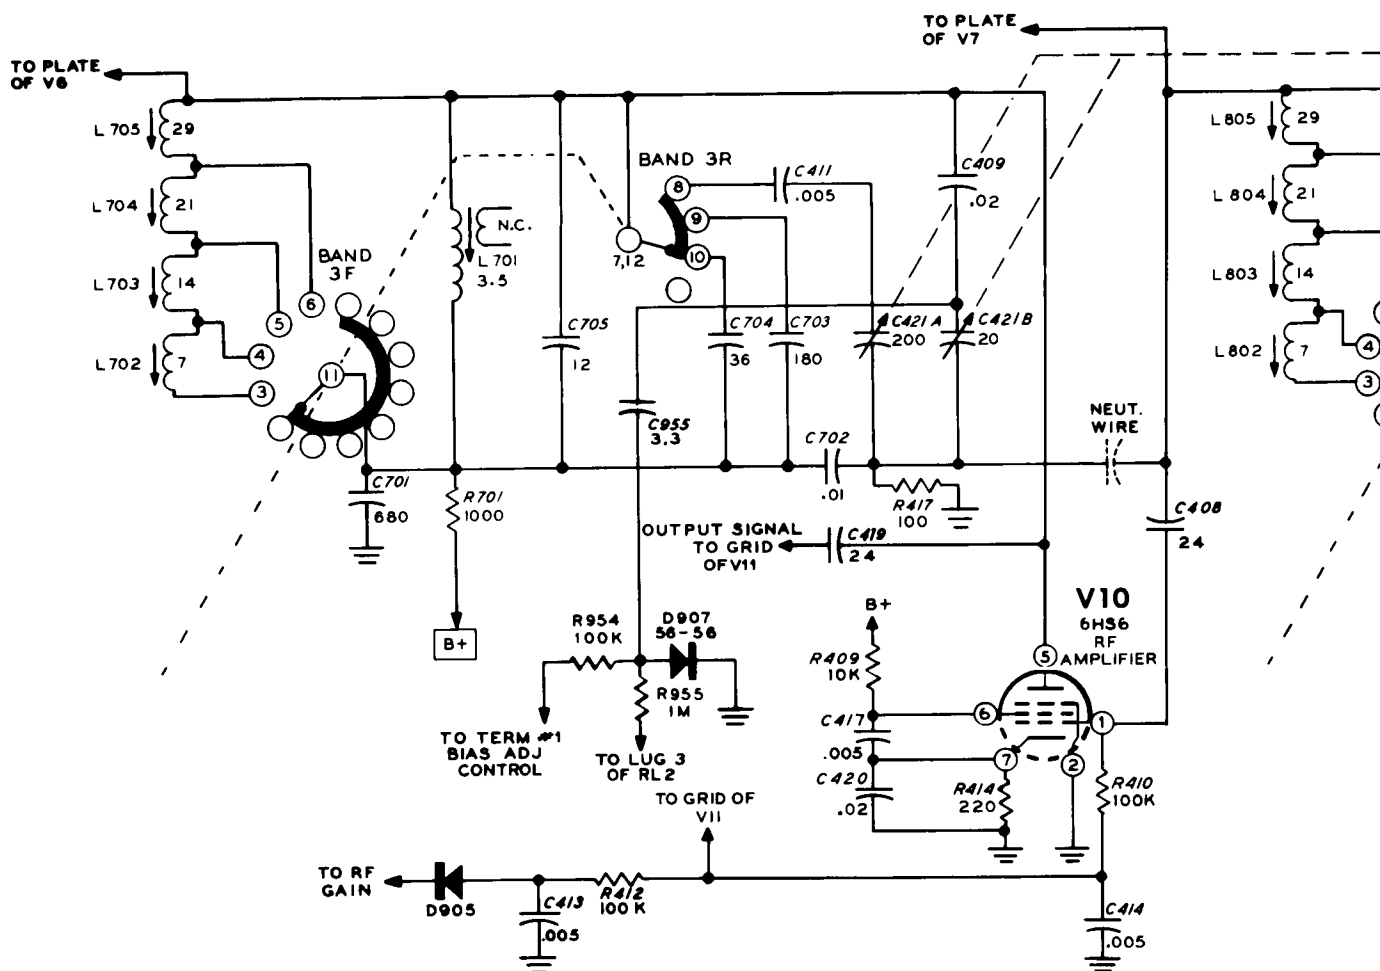 TO PLATE
OF V7
TO PLATE
OF V6
L705
29
L704
21
L703
14
L702
7
6
5
4
3
BAND
3F
11
N.C.
L701
3.5
C705
12
BAND 3R
8
9
10
7,12
C411
.005
C409
.02
C704
36
C703
180
C421A
200
C421B
20
L805
29
L804
21
L803
14
L802
7
4
3
C955
3.3
C702
.01
NEUT.
WIRE
C701
680
R701
1000
R417
100
C408
24
OUTPUT SIGNAL
TO GRID
OF V11
C419
24
B+
R954
100K
D907
56-56
R955
1M
TO TERM #1
BIAS ADJ
CONTROL
TO LUG 3
OF RL2
B+
R409
10K
V10
6HS6
RF
AMPLIFIER
5
6
1
7
2
C417
.005
C420
.02
R414
220
R410
100K
TO GRID OF
V11
TO RF
GAIN
D905
C413
.005
R412
100K
C414
.005